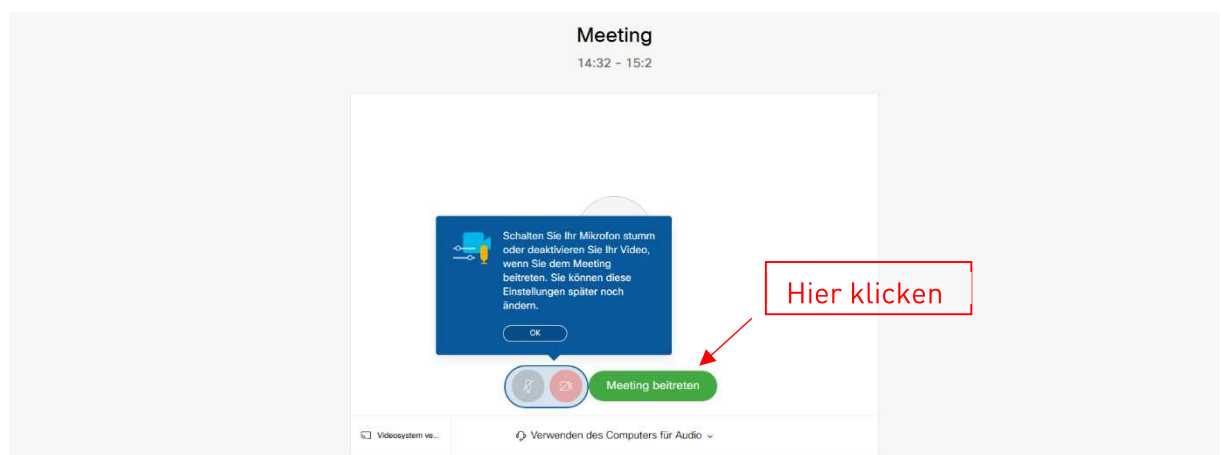 Meeting
14:32 - 15:2
Schalten Sie Ihr Mikrofon stumm
oder deaktivieren Sie Ihr Video,
wenn Sie dem Meeting
beitreten. Sie können diese
Einstellungen später noch
ändern.
OK
Hier klicken
Meeting beitreten
Videosystem ve...
Verwenden des Computers für Audio